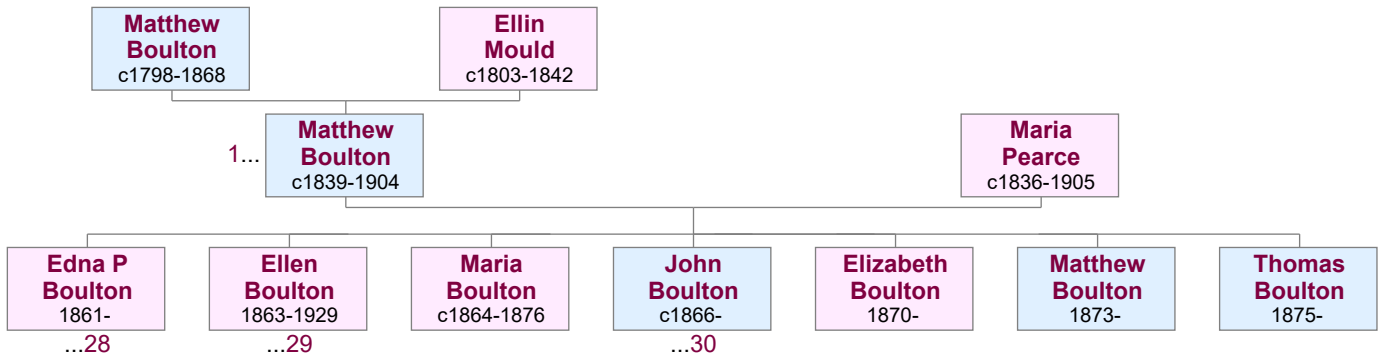 Matthew
Boulton
c1798-1868
Ellin
Mould
c1803-1842
1...
Matthew
Boulton
c1839-1904
Maria
Pearce
c1836-1905
Edna P
Boulton
1861-
...28
Ellen
Boulton
1863-1929
...29
Maria
Boulton
c1864-1876
John
Boulton
c1866-
...30
Elizabeth
Boulton
1870-
Matthew
Boulton
1873-
Thomas
Boulton
1875-